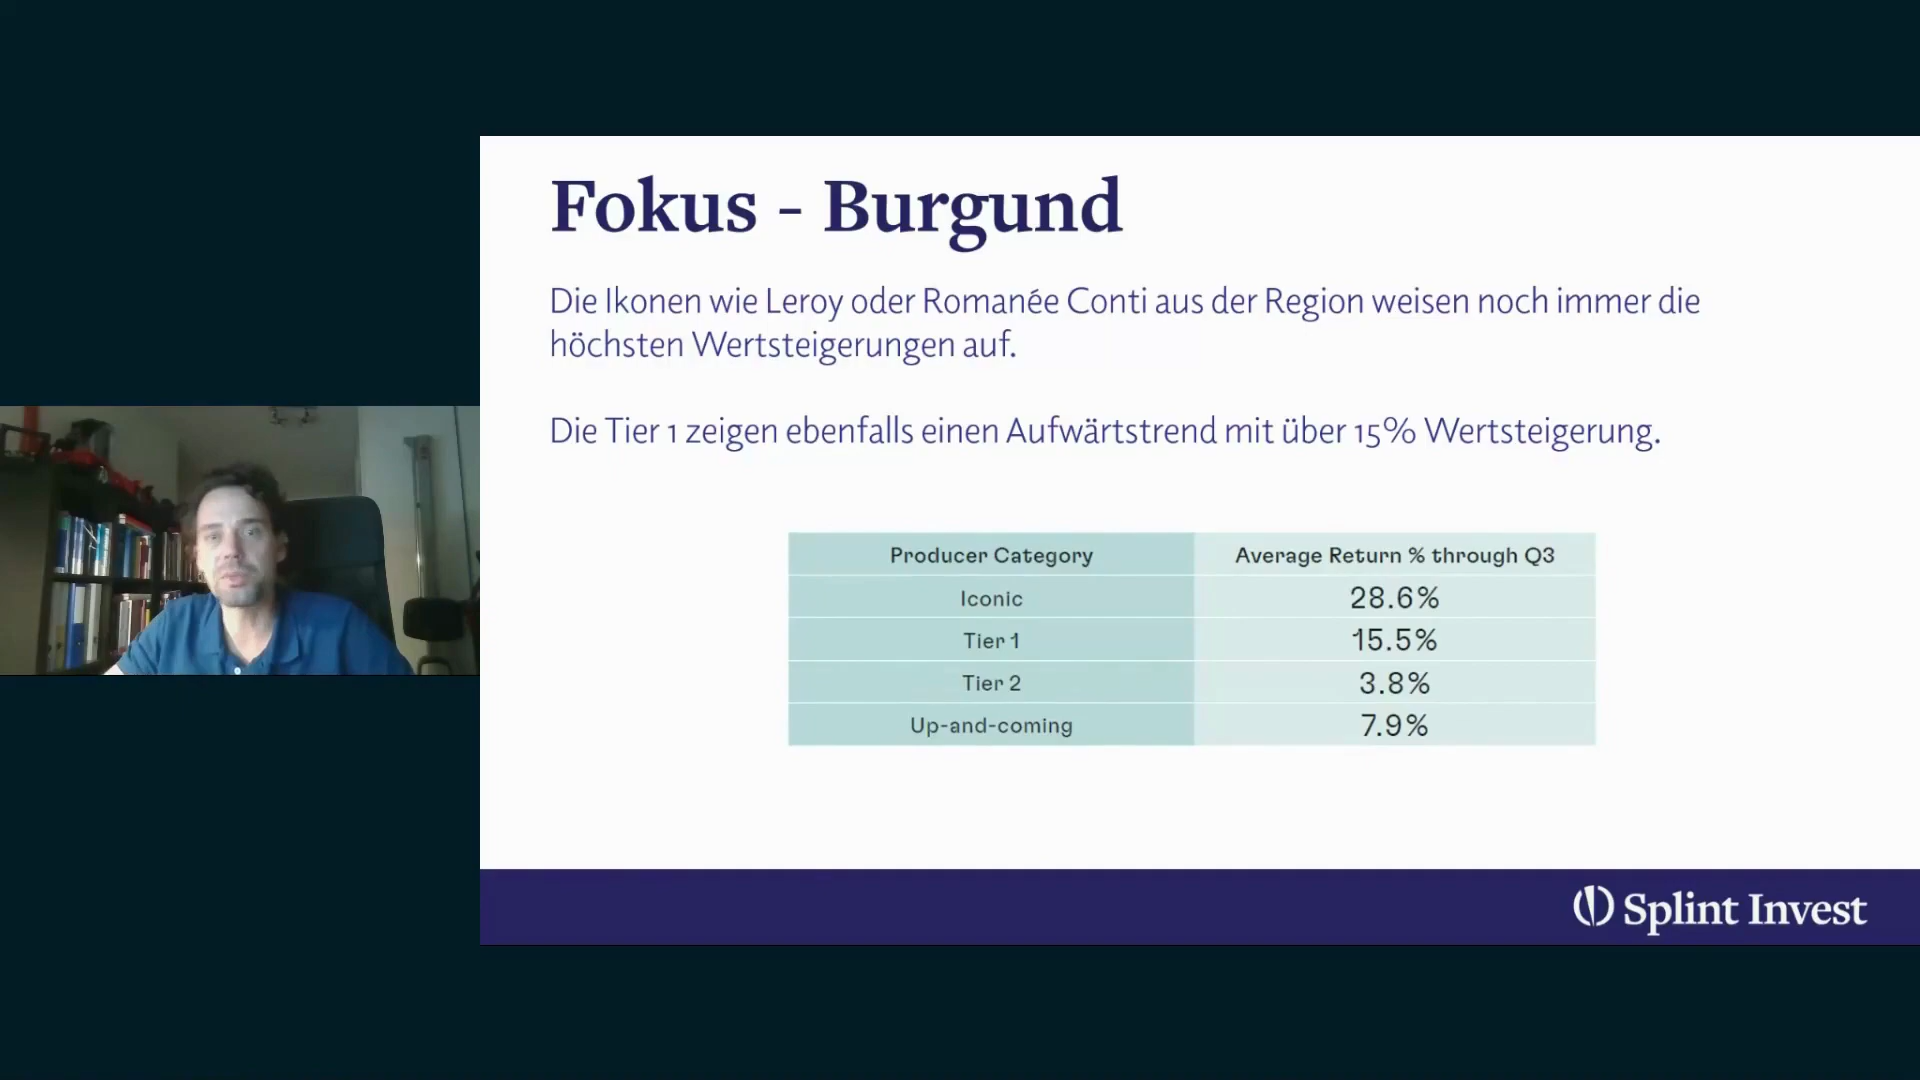 Fokus - Burgund
Die Ikonen wie Leroy oder Romanée Conti aus der Region weisen noch immer die
höchsten Wertsteigerungen auf.
Die Tier 1 zeigen ebenfalls einen Aufwärtstrend mit über 15% Wertsteigerung.
Producer Category Average Return % through Q3
Iconic 28.6%
Tier 1 15.5%
Tier 2 3.8%
Up-and-coming 7.9%
Splint Invest